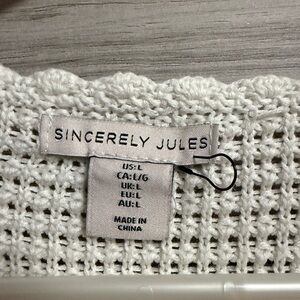 SINCERELY JULES
US:L
CA:L/G
UK:L
EU:L
AU:L
MADE IN
CHINA